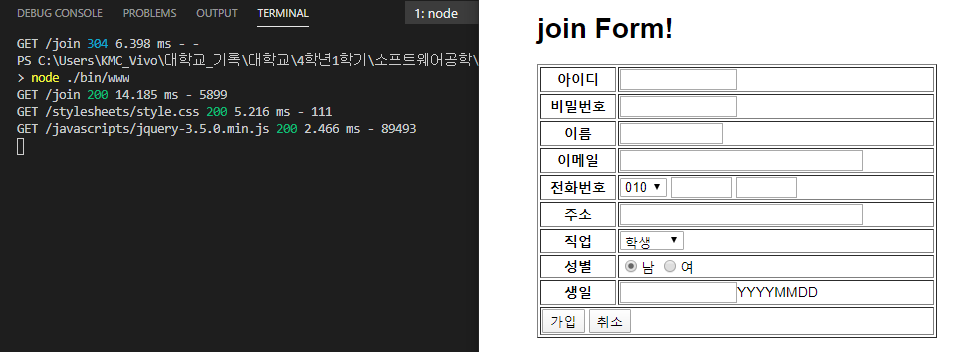 DEBUG CONSOLE PROBLEMS OUTPUT TERMINAL 1: node
GET /join 304 6.398 ms - -
PS C:\Users\KMC_Vivo\대학교_기록\대학교\4학년1학기\소프트웨어공학\
> node ./bin/www
GET /join 200 14.185 ms - 5899
GET /stylesheets/style.css 200 5.216 ms - 111
GET /javascripts/jquery-3.5.0.min.js 200 2.466 ms - 89493
join Form!
아이디
비밀번호
이름
이메일
전화번호 010
주소
직업 학생
성별 남 여
생일 YYYYMMDD
가입 취소